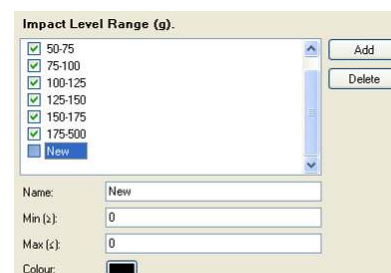 Impact Level Range (g).
50-75
75-100
100-125
125-150
150-175
175-500
New
Add
Delete
Name: New
Min (≥): 0
Max (≤): 0
Colour: